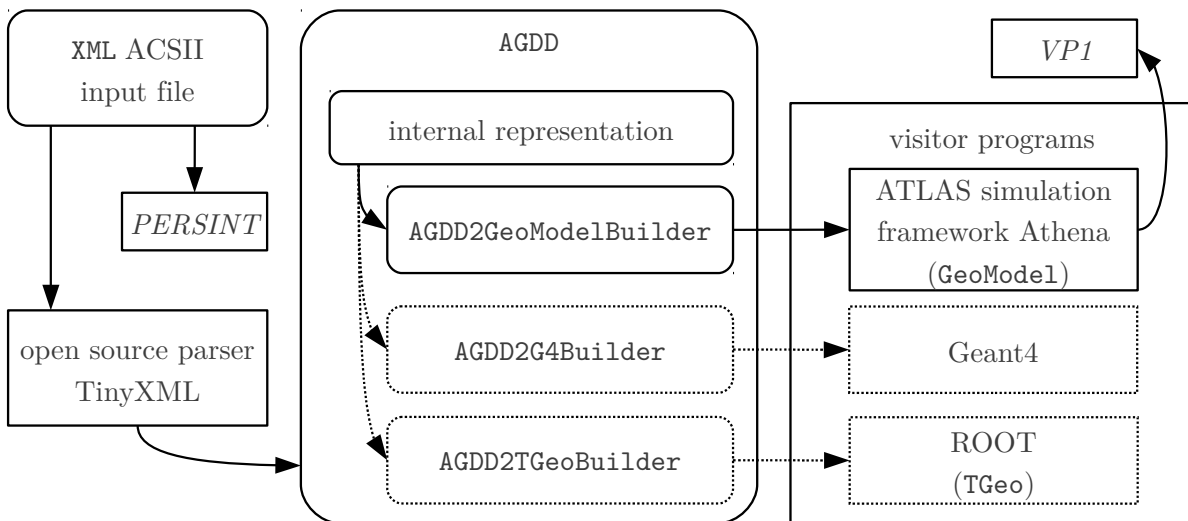 XML ACSII
input file
PERSINT
open source parser
TinyXML
AGDD
internal representation
AGDD2GeoModelBuilder
AGDD2G4Builder
AGDD2TGeoBuilder
VP1
visitor programs
ATLAS simulation
framework Athena
(GeoModel)
Geant4
ROOT
(TGeo)